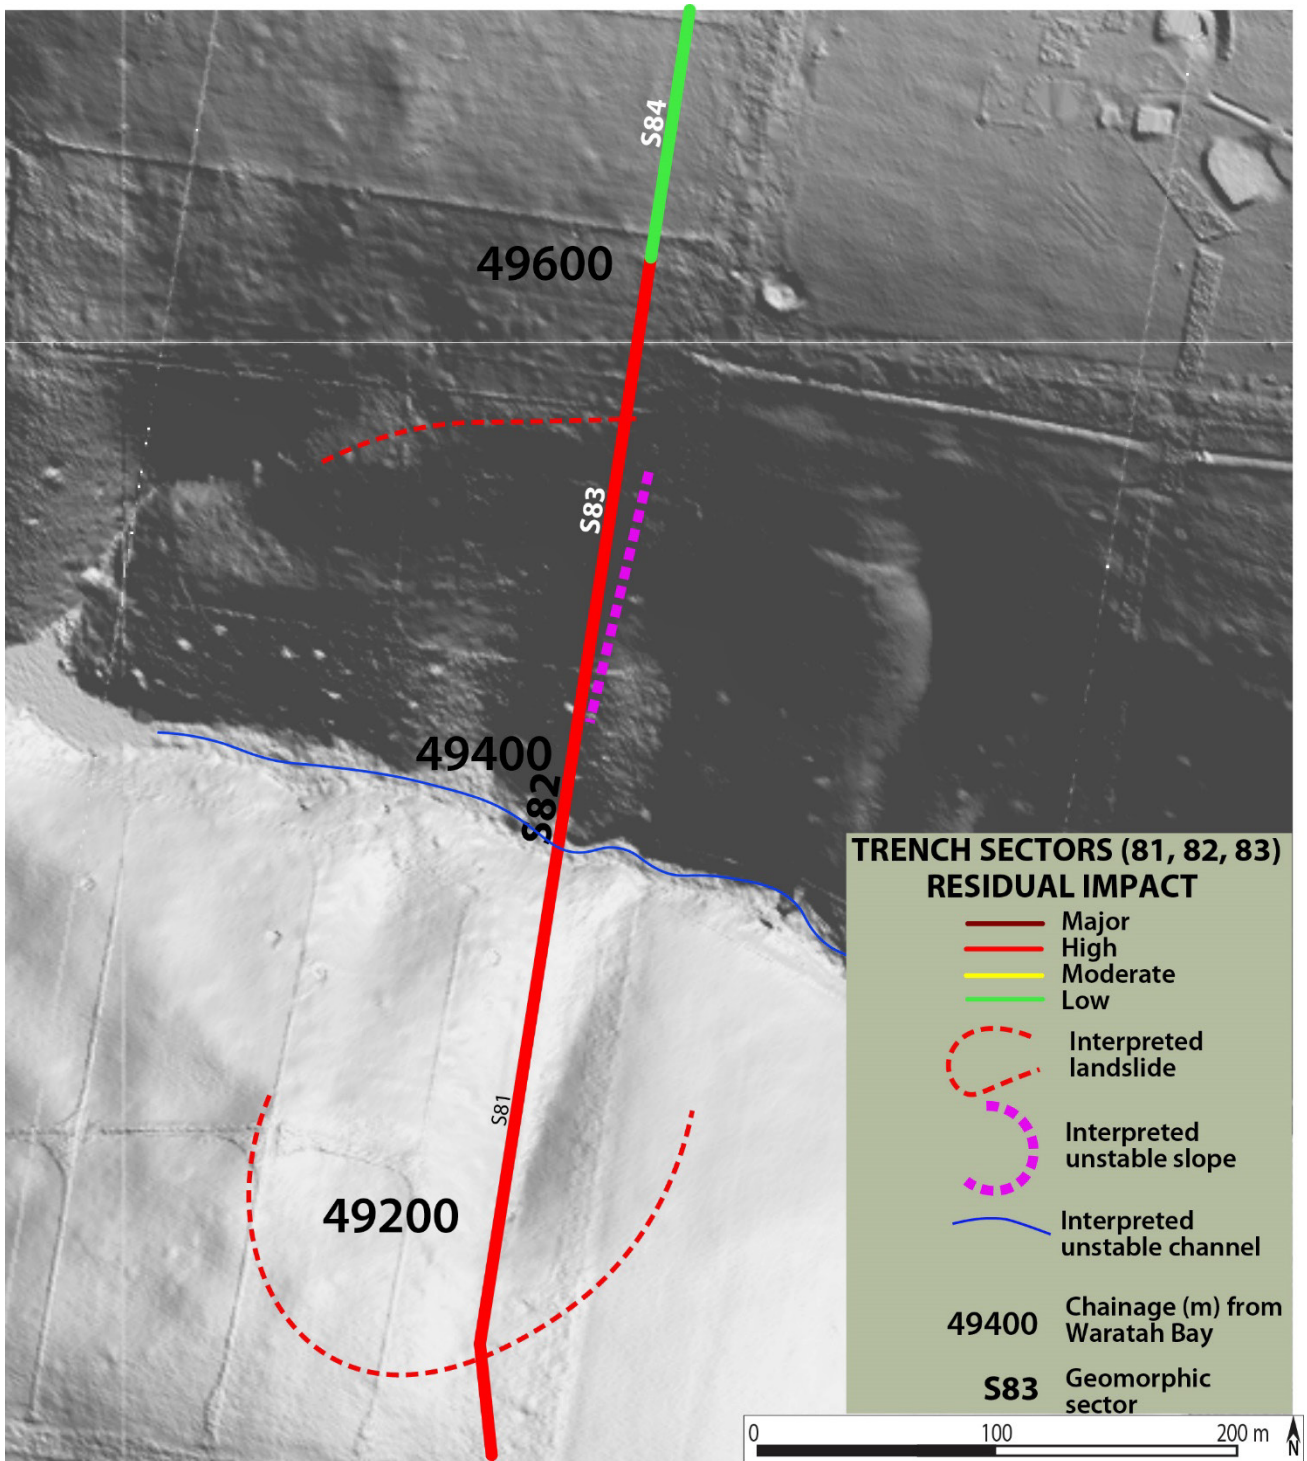 S84
49600
S83
49400
S82
S81
49200
TRENCH SECTORS (81, 82, 83)
RESIDUAL IMPACT
Major
High
Moderate
Low
Interpreted
landslide
Interpreted
unstable slope
Interpreted
unstable channel
49400
Chainage (m) from
Waratah Bay
S83
Geomorphic
sector
0 100 200 m
N